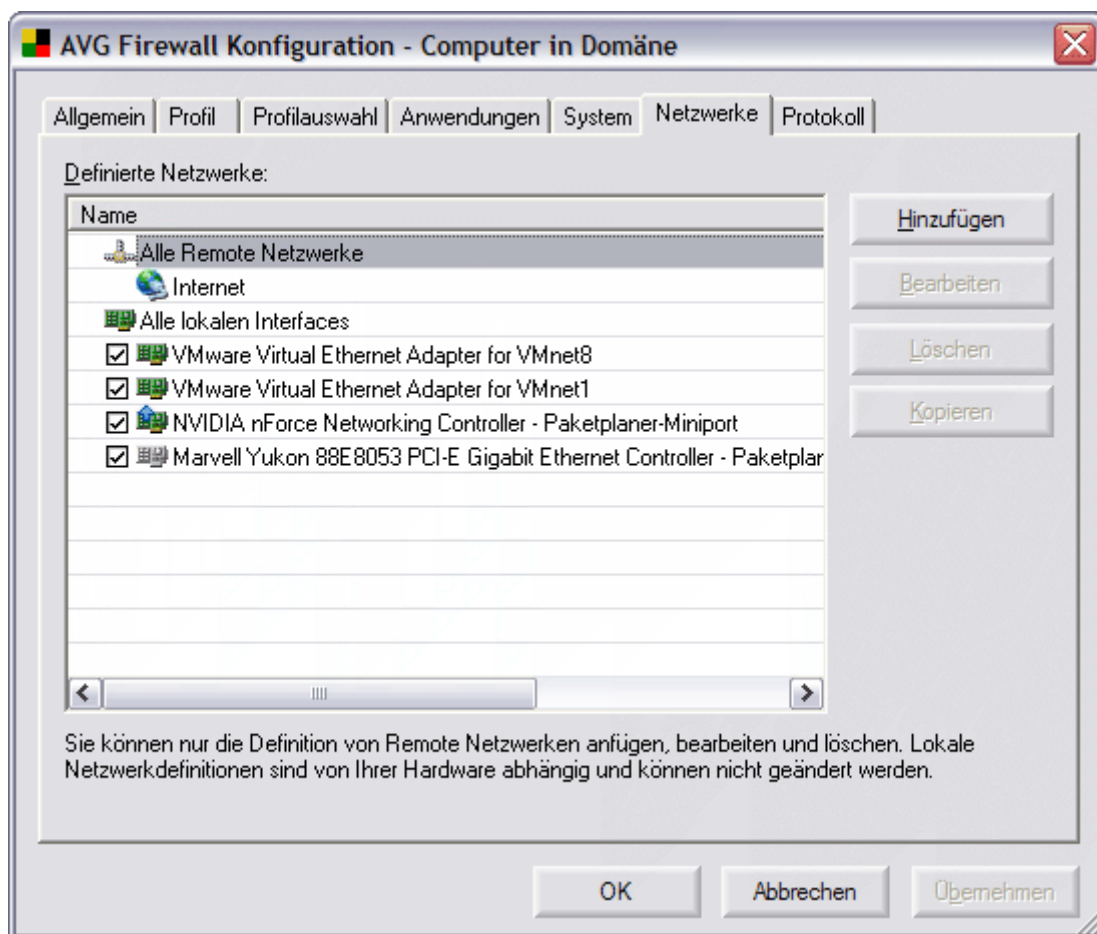 AVG Firewall Konfiguration - Computer in Domäne
Allgemein Profil Profilauswahl Anwendungen System Netzwerke Protokoll
Definierte Netzwerke:
Name
Hinzufügen
Alle Remote Netzwerke
Internet
Bearbeiten
Alle lokalen Interfaces
VMware Virtual Ethernet Adapter for VMnet8
Löschen
VMware Virtual Ethernet Adapter for VMnet1
NVIDIA nForce Networking Controller - Paketplaner-Miniport
Kopieren
Marvell Yukon 88E8053 PCI-E Gigabit Ethernet Controller - Paketplar
Sie können nur die Definition von Remote Netzwerken anfügen, bearbeiten und löschen. Lokale
Netzwerkdefinitionen sind von Ihrer Hardware abhängig und können nicht geändert werden.
OK Abbrechen Übernehmen